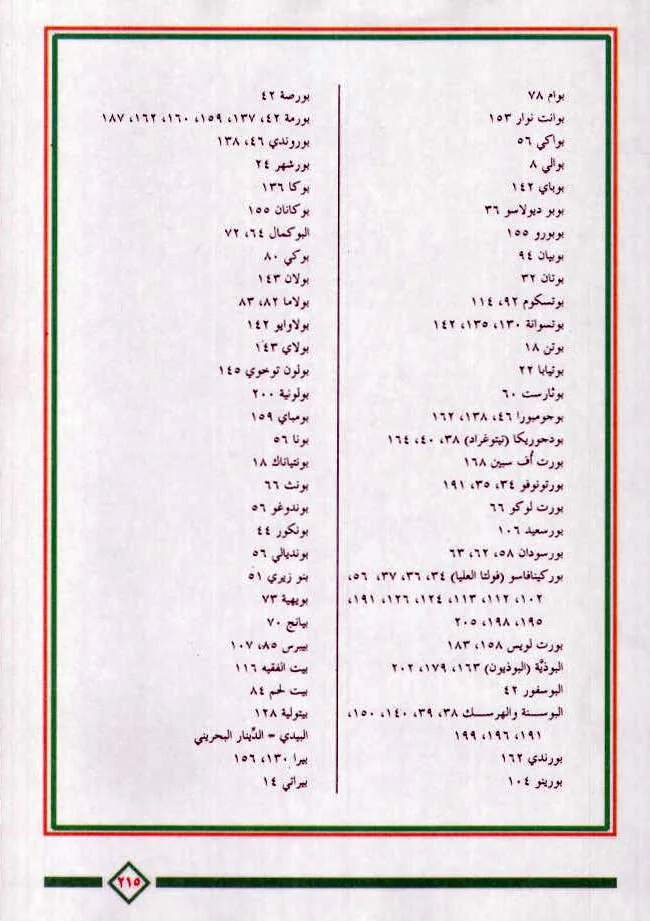 بوام ٧٨
بوانت نوار ١٥٣
بواكي ٥٦
بوالي ٨
بوباي ١٤٢
بوبو ديولاسو ٣٦
بوبورو ١٥٥
بوبيان ٩٤
بوتان ٣٢
بوتسكوم ٩٢، ١١٤
بوتسوانة ١٣٠، ١٣٥، ١٤٢
بوتن ١٨
بوتيابا ٢٢
بوثارست ٦٠
بوجومبورا ٤٦، ١٣٨، ١٦٢
بودجوريكا (تيتوغراد) ٣٨، ٤٠، ١٦٤
بورت أف سبين ١٦٨
بورتونوفو ٣٤، ٣٥، ١٩١
بورت لوكو ٦٦
بورسعيد ١٠٦
بورسودان ٥٨، ٦٢، ٦٣
بوركينافاسو (فولتا العليا) ٣٤، ٣٦، ٣٧، ٥٦،
١٠٢، ١١٢، ١١٣، ١٢٤، ١٢٦، ١٩١،
١٩٥، ١٩٨، ٢٠٥
بورت لويس ١٥٨، ١٨٣
البوذيَّة (البوذيون) ١٦٣، ١٧٩، ٢٠٢
البوسفور ٤٢
البوسنة والهرسك ٣٨، ٣٩، ١٤٠، ١٥٠،
١٩١، ١٩٦، ١٩٩
بورندي ١٦٢
بورينو ١٠٤
بورصة ٤٢
بورمة ٤٢، ١٣٧، ١٥٩، ١٦٠، ١٦٢، ١٨٧
بوروندي ٤٦، ١٣٨
بورشهر ٢٤
بوكا ١٣٦
بوكانان ١٥٥
البوكمال ٦٤، ٧٢
بوكي ٨٠
بولان ١٤٣
بولاما ٨٢، ٨٣
بولاوايو ١٤٢
بولاي ١٤٣
بولون توخوي ١٤٥
بولونية ٢٠٠
بومباي ١٥٩
بونا ٥٦
بونتياناك ١٨
بونث ٦٦
بوندوغو ٥٦
بونكور ٤٤
بونديالي ٥٦
بنو زيري ٥١
بويهية ٧٣
بيانج ٧٠
بيبرس ٨٥، ١٠٧
بيت الفقيه ١١٦
بيت لحم ٨٤
بيتولية ١٢٨
البيدي = الدِّينار البحريني
بيرا ١٣٠، ١٥٦
بيراتي ١٤
٢١٥